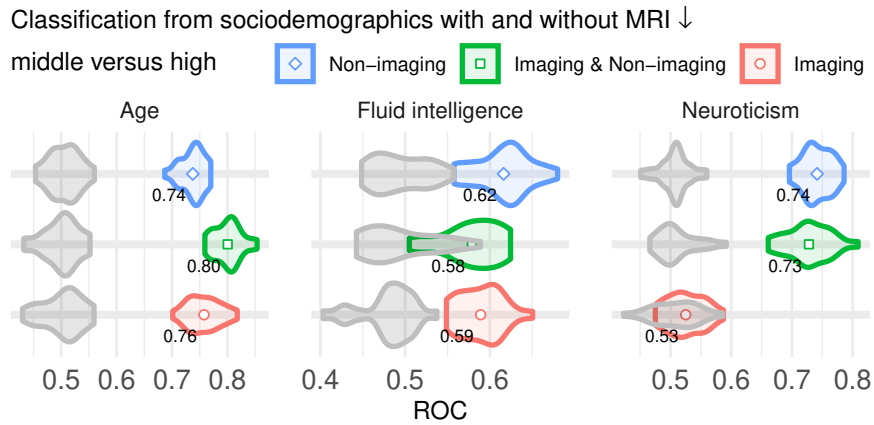 Classification from sociodemographics with and without MRI ↓
middle versus high
Non−imaging
Imaging & Non−imaging
Imaging
Age
Fluid intelligence
Neuroticism
0.74
0.62
0.74
0.80
0.58
0.73
0.76
0.59
0.53
0.5 0.6 0.7 0.8
0.4 0.5 0.6
0.5 0.6 0.7 0.8
ROC